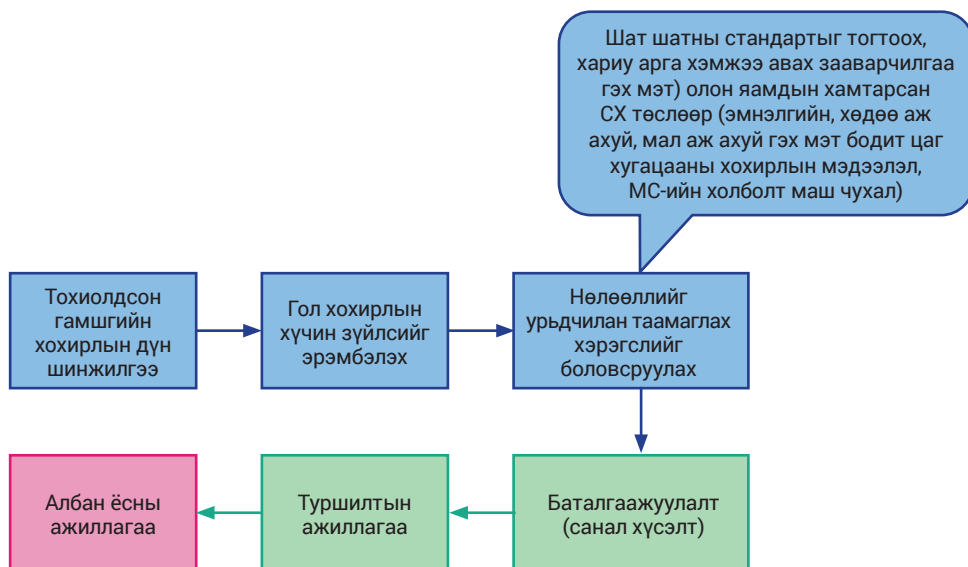 Шат шатны стандартыг тогтоох,
хариу арга хэмжээ авах зааварчилгаа
гэх мэт) олон яамдын хамтарсан
СХ төслөөр (эмнэлгийн, хөдөө аж
ахуй, мал аж ахуй гэх мэт бодит цаг
хугацааны хохирлын мэдээлэл,
МС-ийн холболт маш чухал)
Тохиолдсон
гамшгийн
хохирлын дүн
шинжилгээ
Гол хохирлын
хүчин зүйлсийг
эрэмбэлэх
Нөлөөллийг
урьдчилан таамаглах
хэрэгслийг
боловсруулах
Албан ёсны
ажиллагаа
Туршилтын
ажиллагаа
Баталгаажуулалт
(санал хүсэлт)